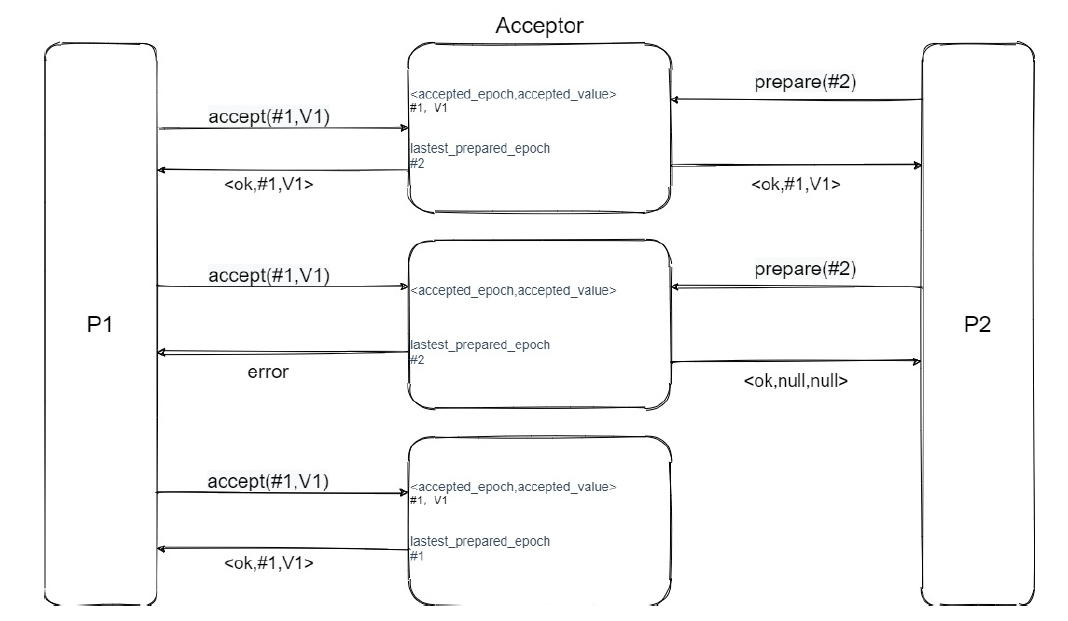 Acceptor
<accepted_epoch,accepted_value>
#1, V1
lastest_prepared_epoch
#2
accept(#1,V1)
<ok,#1,V1>
prepare(#2)
<ok,#1,V1>
P1
accept(#1,V1)
error
<accepted_epoch,accepted_value>
lastest_prepared_epoch
#2
prepare(#2)
<ok,null,null>
P2
accept(#1,V1)
<ok,#1,V1>
<accepted_epoch,accepted_value>
#1, V1
lastest_prepared_epoch
#1